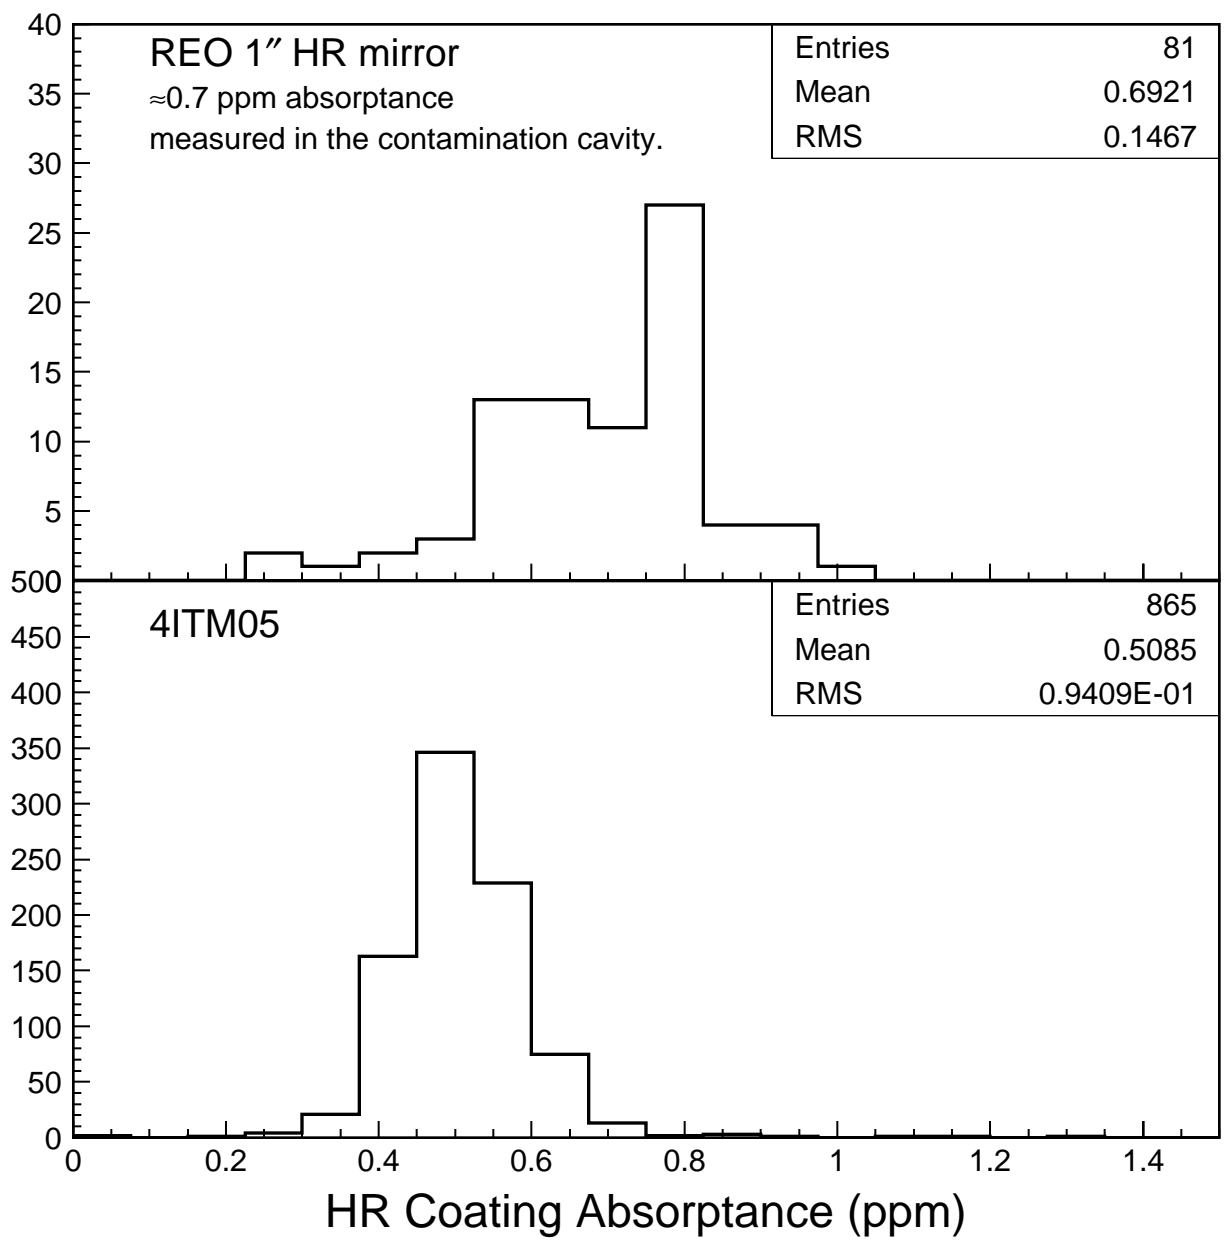 REO 1″ HR mirror
≈0.7 ppm absorptance
measured in the contamination cavity.
Entries 81
Mean 0.6921
RMS 0.1467
40
35
30
25
20
15
10
5
0
4ITM05
Entries 865
Mean 0.5085
RMS 0.9409E-01
500
450
400
350
300
250
200
150
100
50
0
0 0.2 0.4 0.6 0.8 1 1.2 1.4
HR Coating Absorptance (ppm)